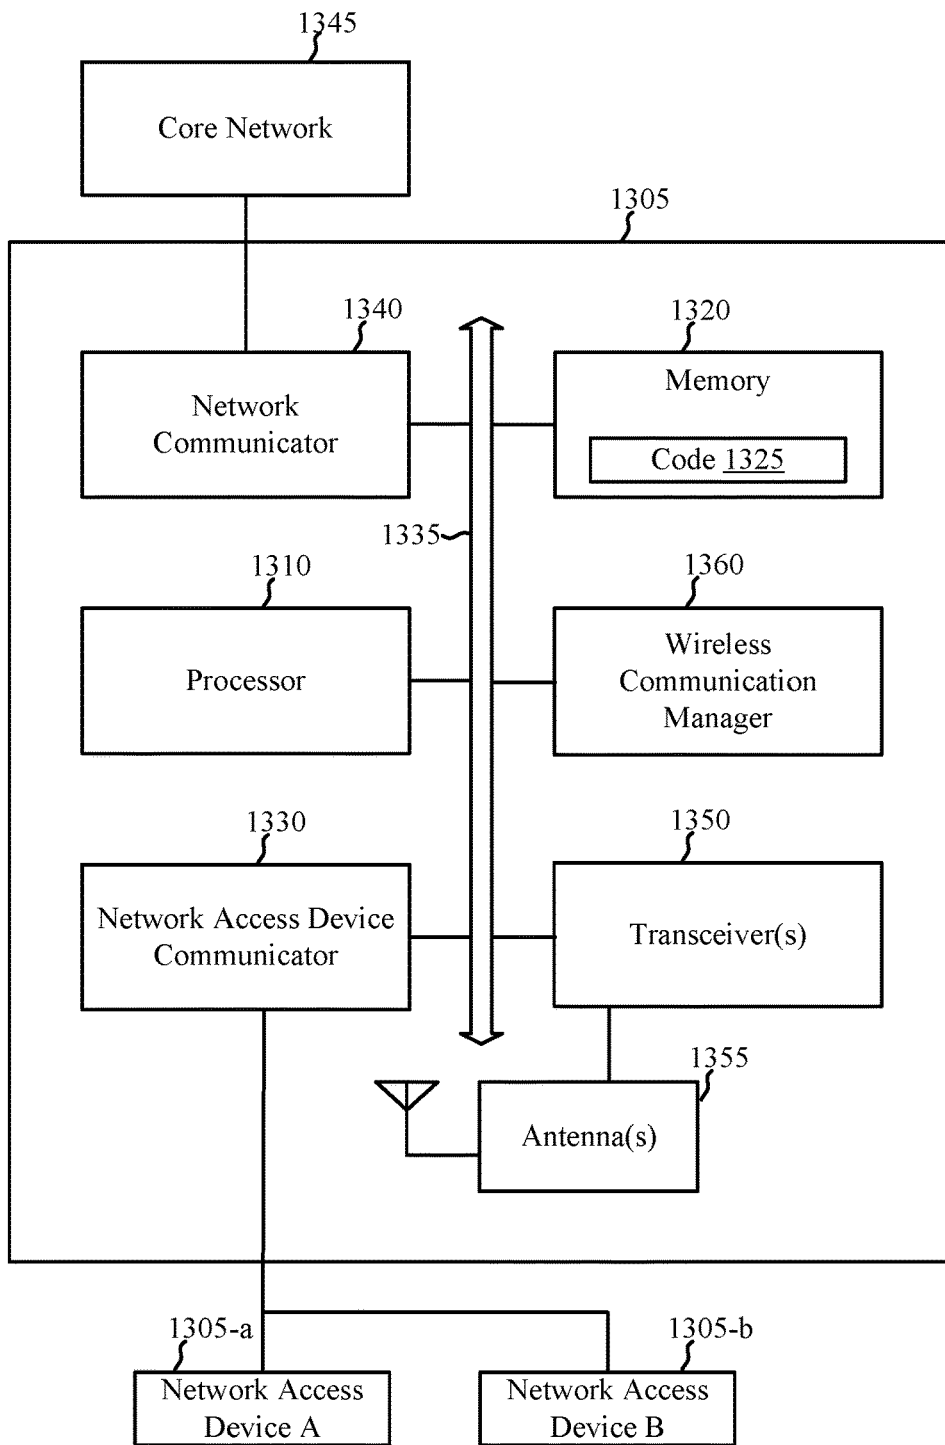 1345
Core Network
1305
1340
1320
Network
Communicator
Memory
Code 1325
1335
1310
1360
Processor
Wireless
Communication
Manager
1330
1350
Network Access Device
Communicator
Transceiver(s)
1355
Antenna(s)
1305-a
1305-b
Network Access
Device A
Network Access
Device B